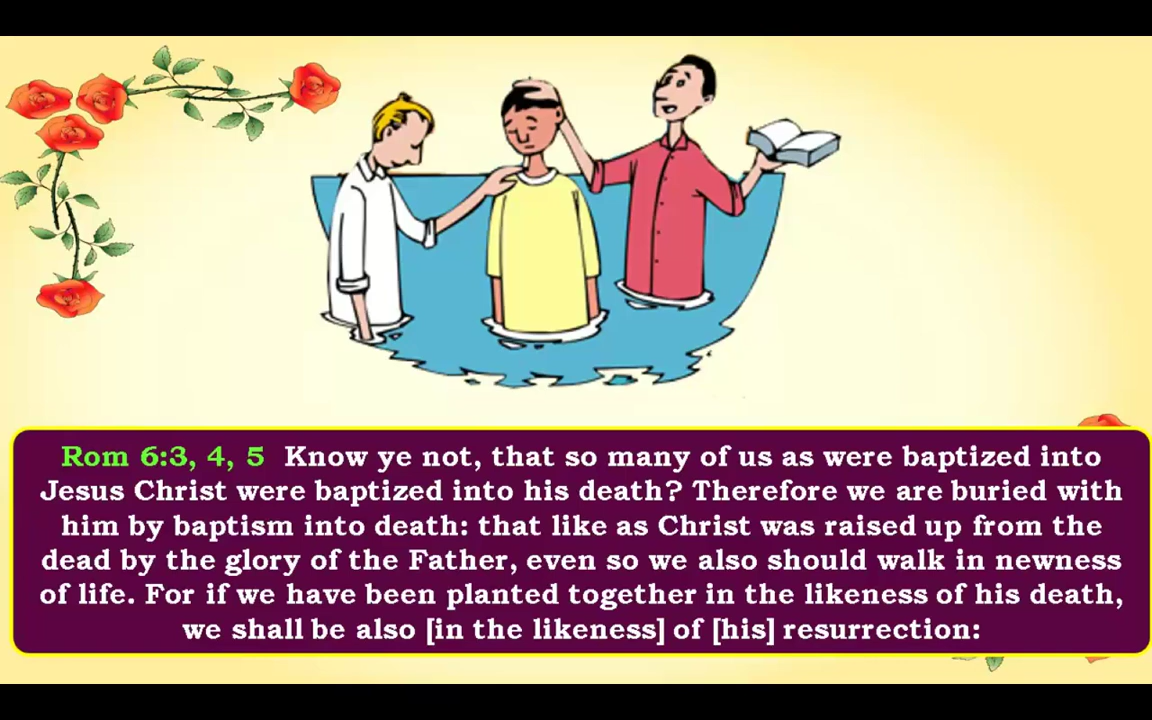 Rom 6:3, 4, 5 Know ye not, that so many of us as were baptized into
Jesus Christ were baptized into his death? Therefore we are buried with
him by baptism into death: that like as Christ was raised up from the
dead by the glory of the Father, even so we also should walk in newness
of life. For if we have been planted together in the likeness of his death,
we shall be also [in the likeness] of [his] resurrection: